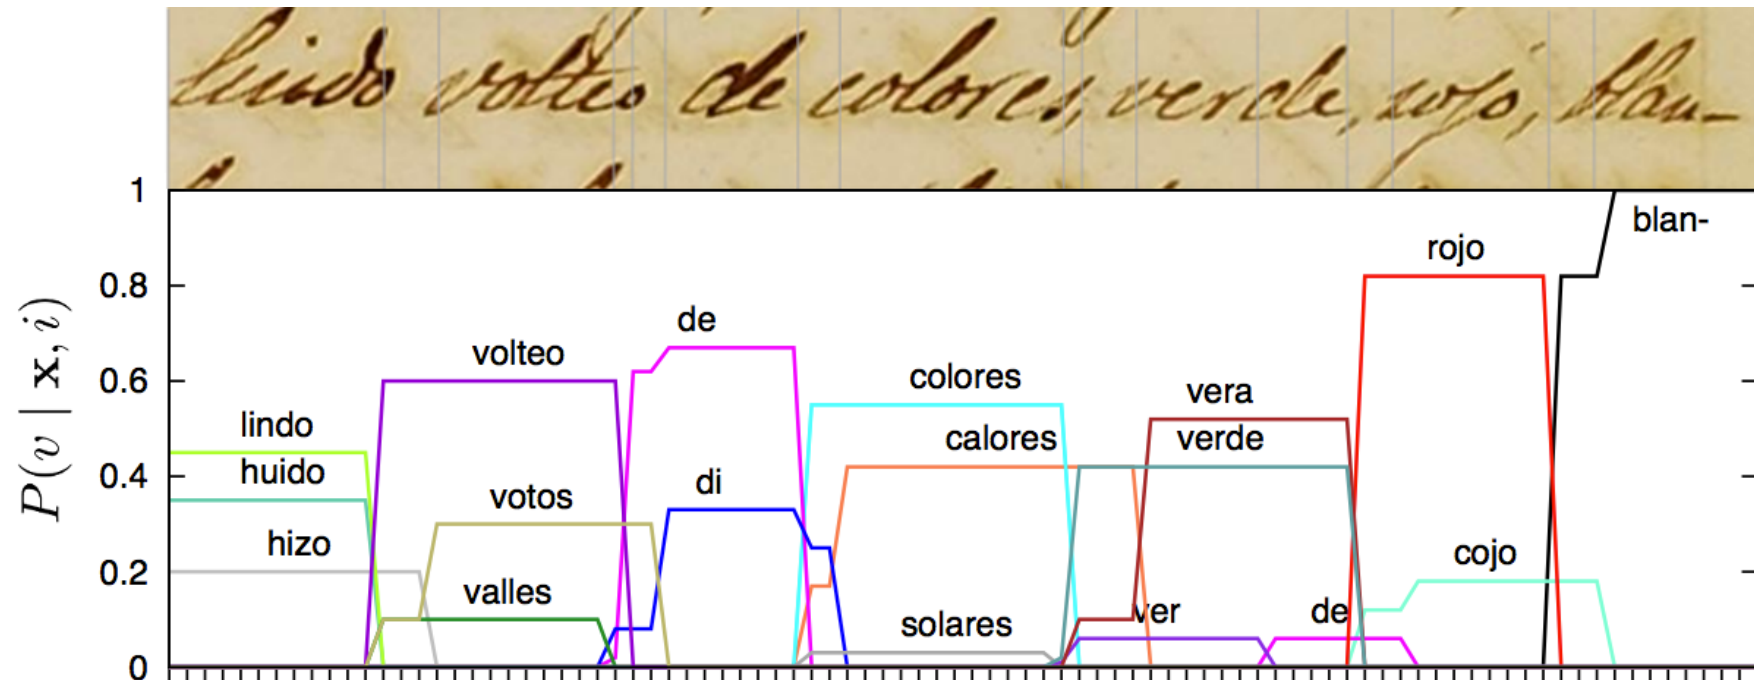 lindo volteo de colores, verde, rojo, blan-
1
blan-
rojo
0.8
de
volteo
0.6
colores
vera
lindo
calores
verde
huido
0.4
votos
di
hizo
cojo
0.2
valles
solares
ver
de
0
P(v | x, i)